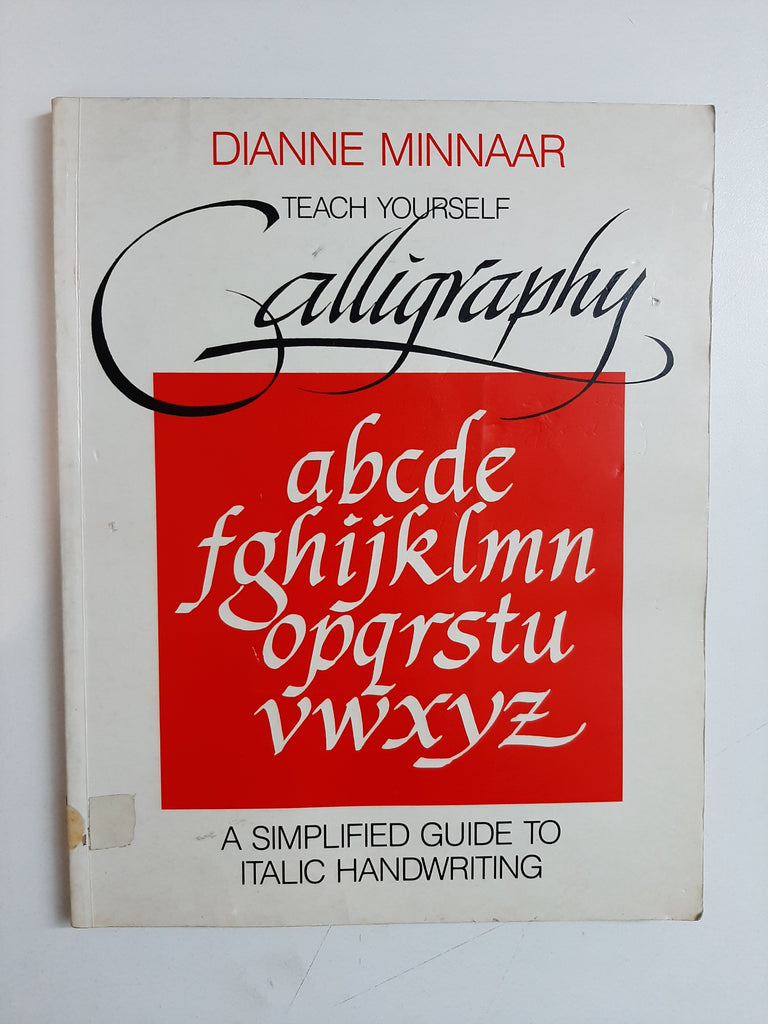 DIANNE MINNAAR
TEACH YOURSELF
Calligraphy
abcde
fghijklmn
opqrstu
vwxyz
A SIMPLIFIED GUIDE TO
ITALIC HANDWRITING